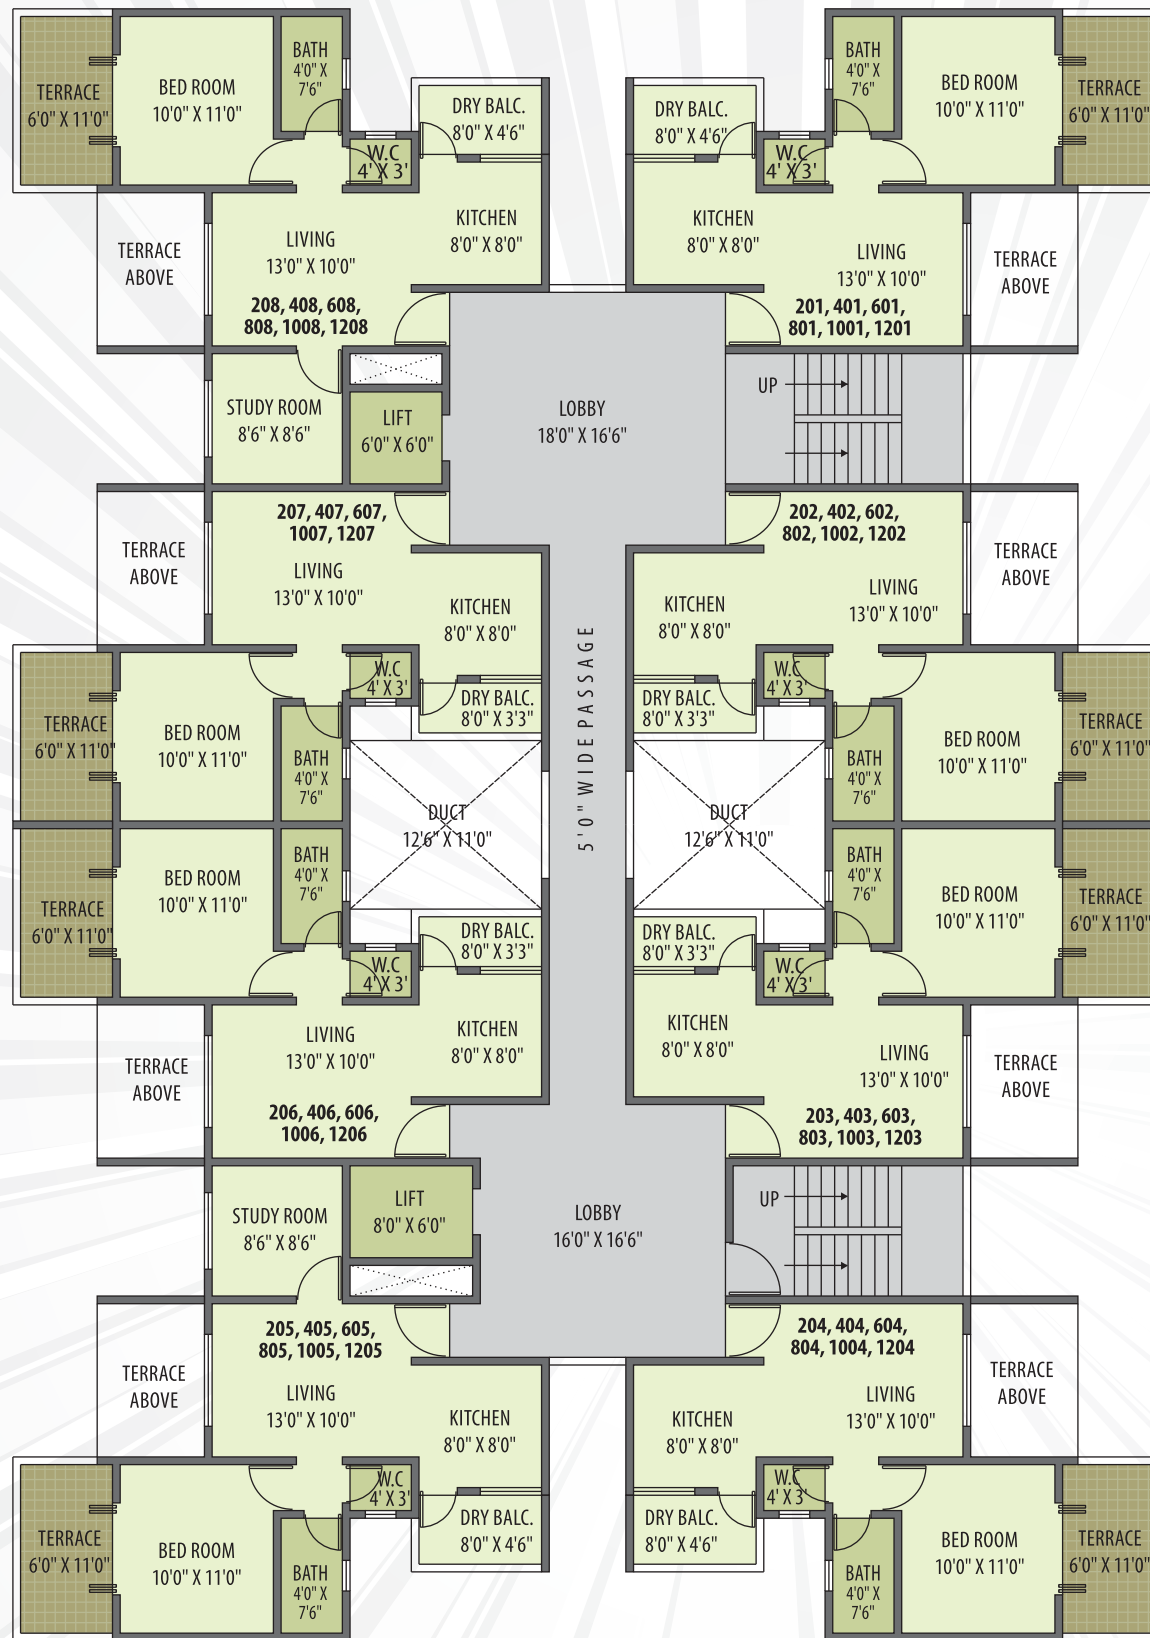 TERRACE
6'0" X 11'0"
BED ROOM
10'0" X 11'0"
BATH
4'0" X
7'6"
DRY BALC.
8'0" X 4'6"
W.C
4' X 3'
KITCHEN
8'0" X 8'0"
LIVING
13'0" X 10'0"
208, 408, 608,
808, 1008, 1208
TERRACE
ABOVE
DRY BALC.
8'0" X 4'6"
BATH
4'0" X
7'6"
BED ROOM
10'0" X 11'0"
TERRACE
6'0" X 11'0"
W.C
4' X 3'
KITCHEN
8'0" X 8'0"
LIVING
13'0" X 10'0"
201, 401, 601,
801, 1001, 1201
TERRACE
ABOVE
STUDY ROOM
8'6" X 8'6"
LIFT
6'0" X 6'0"
LOBBY
18'0" X 16'6"
UP
207, 407, 607,
1007, 1207
TERRACE
ABOVE
LIVING
13'0" X 10'0"
KITCHEN
8'0" X 8'0"
W.C
4' X 3'
DRY BALC.
8'0" X 3'3"
TERRACE
6'0" X 11'0"
BED ROOM
10'0" X 11'0"
BATH
4'0" X
7'6"
DUCT
12'6" X 11'0"
5'0" WIDE PASSAGE
202, 402, 602,
802, 1002, 1202
TERRACE
ABOVE
LIVING
13'0" X 10'0"
KITCHEN
8'0" X 8'0"
W.C
4' X 3'
DRY BALC.
8'0" X 3'3"
BATH
4'0" X
7'6"
BED ROOM
10'0" X 11'0"
TERRACE
6'0" X 11'0"
DUCT
12'6" X 11'0"
TERRACE
6'0" X 11'0"
BED ROOM
10'0" X 11'0"
BATH
4'0" X
7'6"
DRY BALC.
8'0" X 3'3"
W.C
4' X 3'
LIVING
13'0" X 10'0"
KITCHEN
8'0" X 8'0"
TERRACE
ABOVE
206, 406, 606,
1006, 1206
BATH
4'0" X
7'6"
BED ROOM
10'0" X 11'0"
TERRACE
6'0" X 11'0"
DRY BALC.
8'0" X 3'3"
W.C
4' X 3'
KITCHEN
8'0" X 8'0"
LIVING
13'0" X 10'0"
TERRACE
ABOVE
203, 403, 603,
803, 1003, 1203
STUDY ROOM
8'6" X 8'6"
LIFT
8'0" X 6'0"
LOBBY
16'0" X 16'6"
UP
205, 405, 605,
805, 1005, 1205
TERRACE
ABOVE
LIVING
13'0" X 10'0"
KITCHEN
8'0" X 8'0"
W.C
4' X 3'
DRY BALC.
8'0" X 4'6"
TERRACE
6'0" X 11'0"
BED ROOM
10'0" X 11'0"
BATH
4'0" X
7'6"
204, 404, 604,
804, 1004, 1204
TERRACE
ABOVE
LIVING
13'0" X 10'0"
KITCHEN
8'0" X 8'0"
W.C
4' X 3'
DRY BALC.
8'0" X 4'6"
BATH
4'0" X
7'6"
BED ROOM
10'0" X 11'0"
TERRACE
6'0" X 11'0"